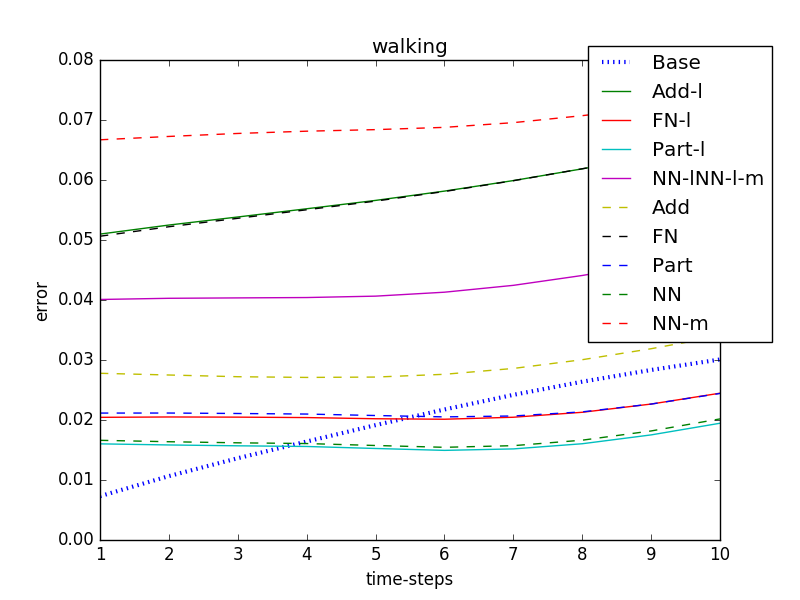 walking
0.08
0.07
0.06
0.05
0.04
0.03
0.02
0.01
0.00
error
1 2 3 4 5 6 7 8 9 10
time-steps
Base
Add-l
FN-l
Part-l
NN-lNN-l-m
Add
FN
Part
NN
NN-m